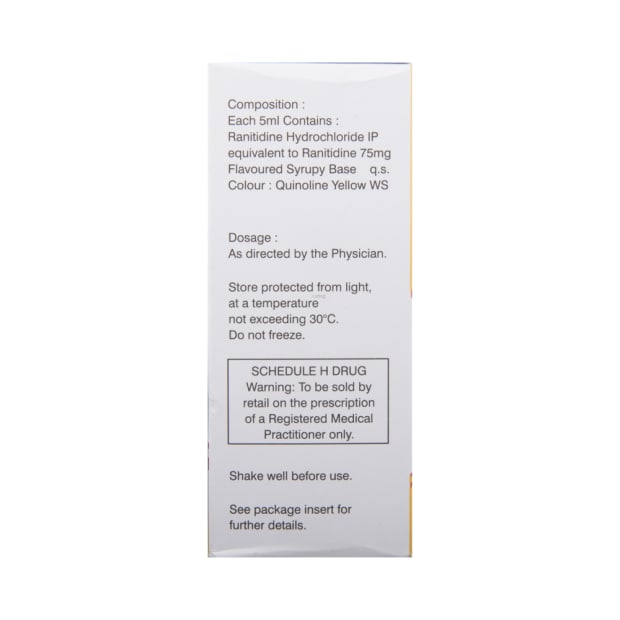 Composition :
Each 5ml Contains :
Ranitidine Hydrochloride IP
equivalent to Ranitidine 75mg
Flavoured Syrupy Base q.s.
Colour : Quinoline Yellow WS
Dosage :
As directed by the Physician.
Store protected from light,
at a temperature
not exceeding 30°C.
Do not freeze.
SCHEDULE H DRUG
Warning: To be sold by
retail on the prescription
of a Registered Medical
Practitioner only.
Shake well before use.
See package insert for
further details.